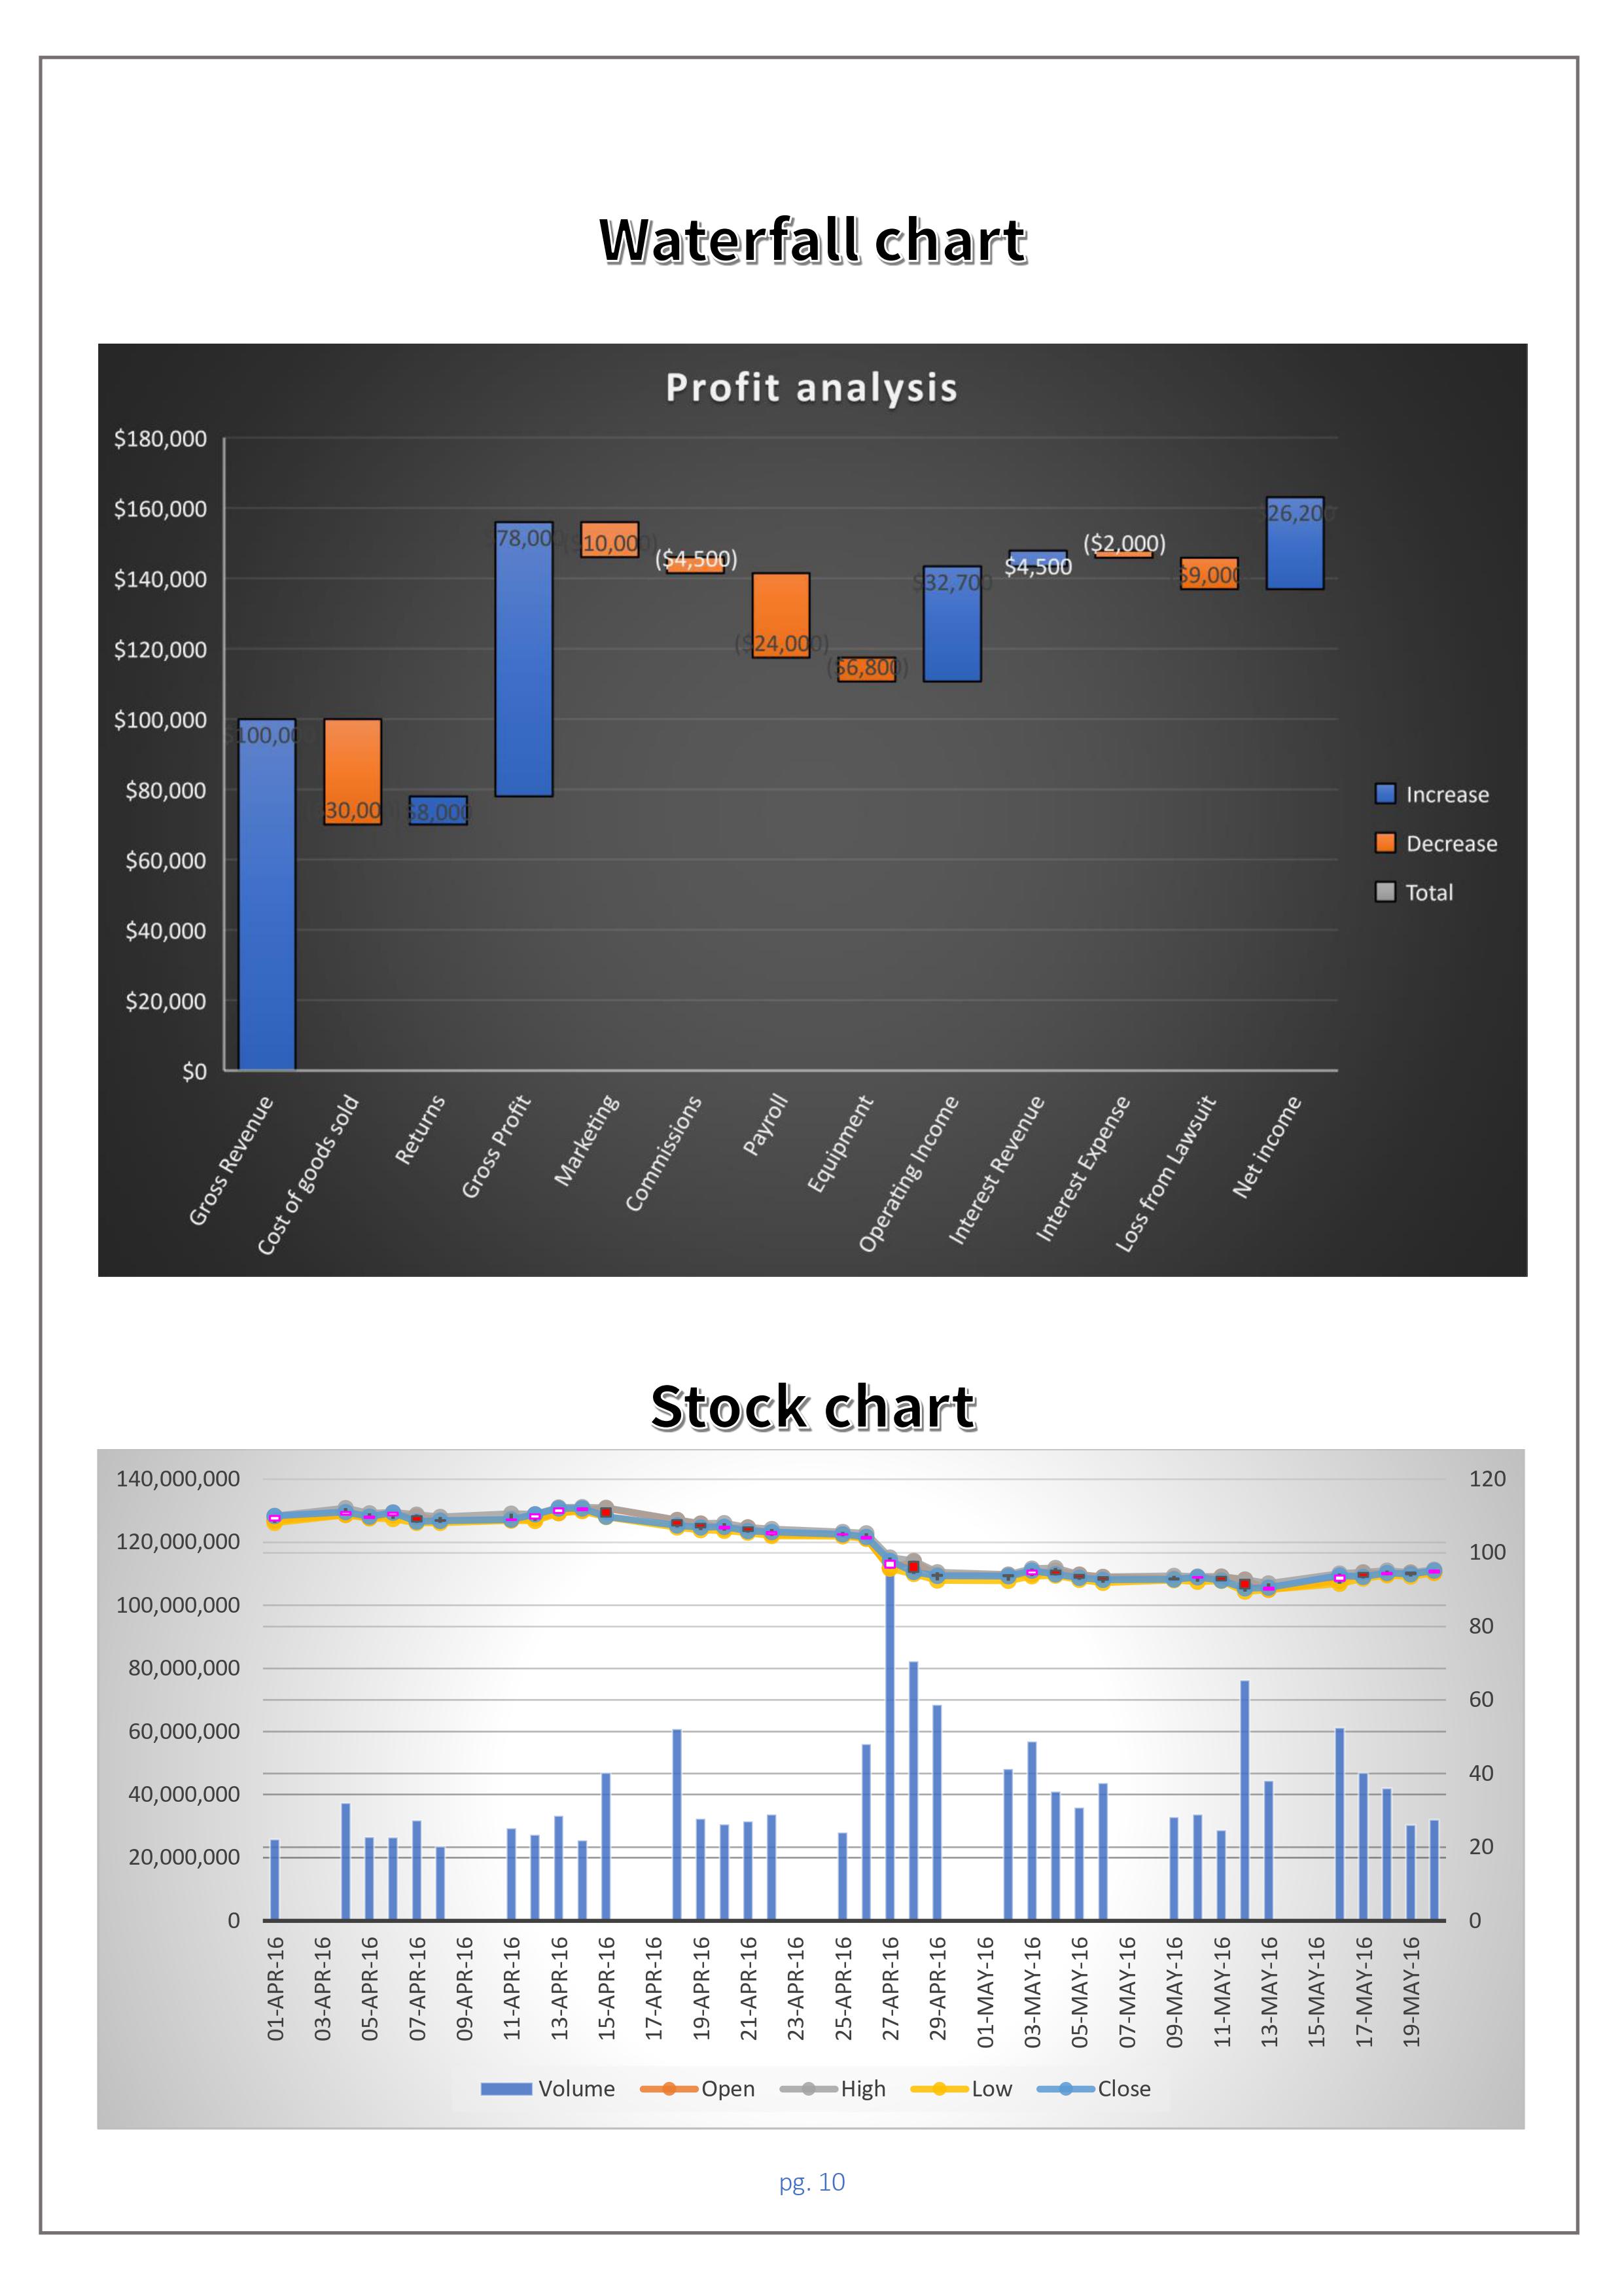 Waterfall chart
Profit analysis
$180,000
$160,000
$140,000
$120,000
$100,000
$80,000
$60,000
$40,000
$20,000
$0
$100,000
$30,000
$8,000
$78,000
($10,000)
($4,500)
($24,000)
($6,800)
$32,700
$4,500
($2,000)
$9,000
$26,200
Increase
Decrease
Total
Gross Revenue
Cost of goods sold
Returns
Gross Profit
Marketing
Commissions
Payroll
Equipment
Operating Income
Interest Revenue
Interest Expense
Loss from Lawsuit
Net income
Stock chart
140,000,000
120,000,000
100,000,000
80,000,000
60,000,000
40,000,000
20,000,000
0
120
100
80
60
40
20
0
01-APR-16
03-APR-16
05-APR-16
07-APR-16
09-APR-16
11-APR-16
13-APR-16
15-APR-16
17-APR-16
19-APR-16
21-APR-16
23-APR-16
25-APR-16
27-APR-16
29-APR-16
01-MAY-16
03-MAY-16
05-MAY-16
07-MAY-16
09-MAY-16
11-MAY-16
13-MAY-16
15-MAY-16
17-MAY-16
19-MAY-16
Volume Open High Low Close
pg. 10